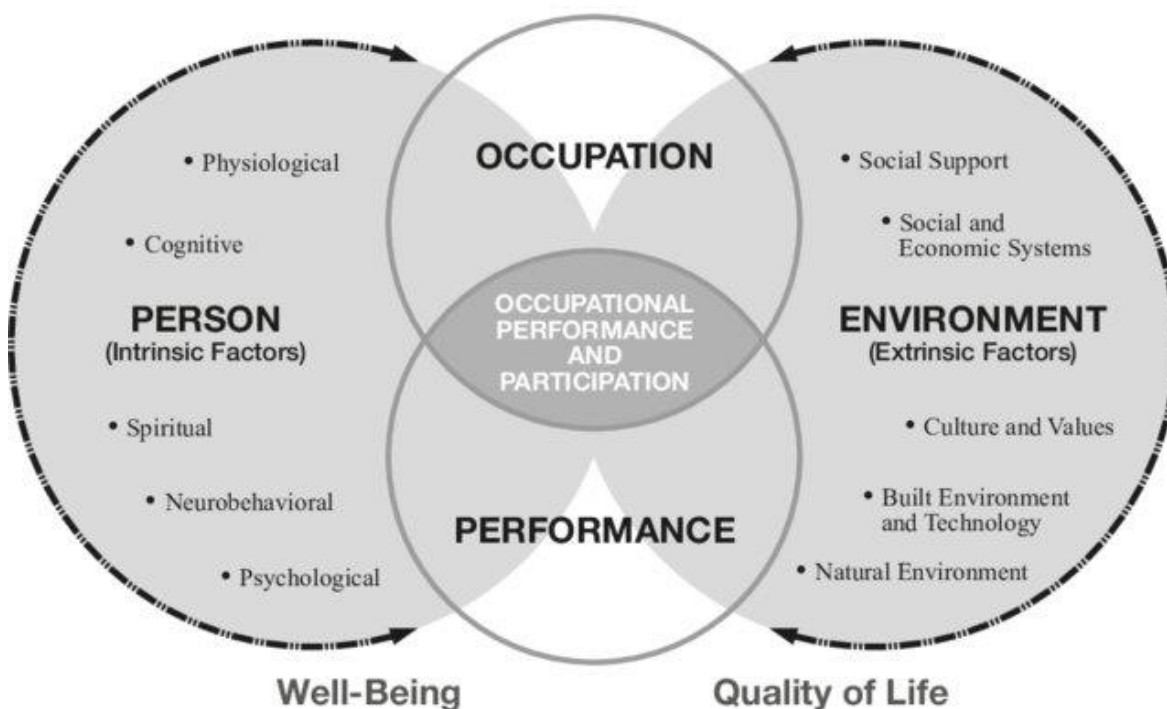 OCCUPATION
• Physiological
• Social Support
• Cognitive
• Social and
Economic Systems
OCCUPATIONAL
PERFORMANCE
AND
PARTICIPATION
PERSON
(Intrinsic Factors)
ENVIRONMENT
(Extrinsic Factors)
• Spiritual
• Culture and Values
• Neurobehavioral
• Built Environment
and Technology
PERFORMANCE
• Psychological
• Natural Environment
Well-Being
Quality of Life